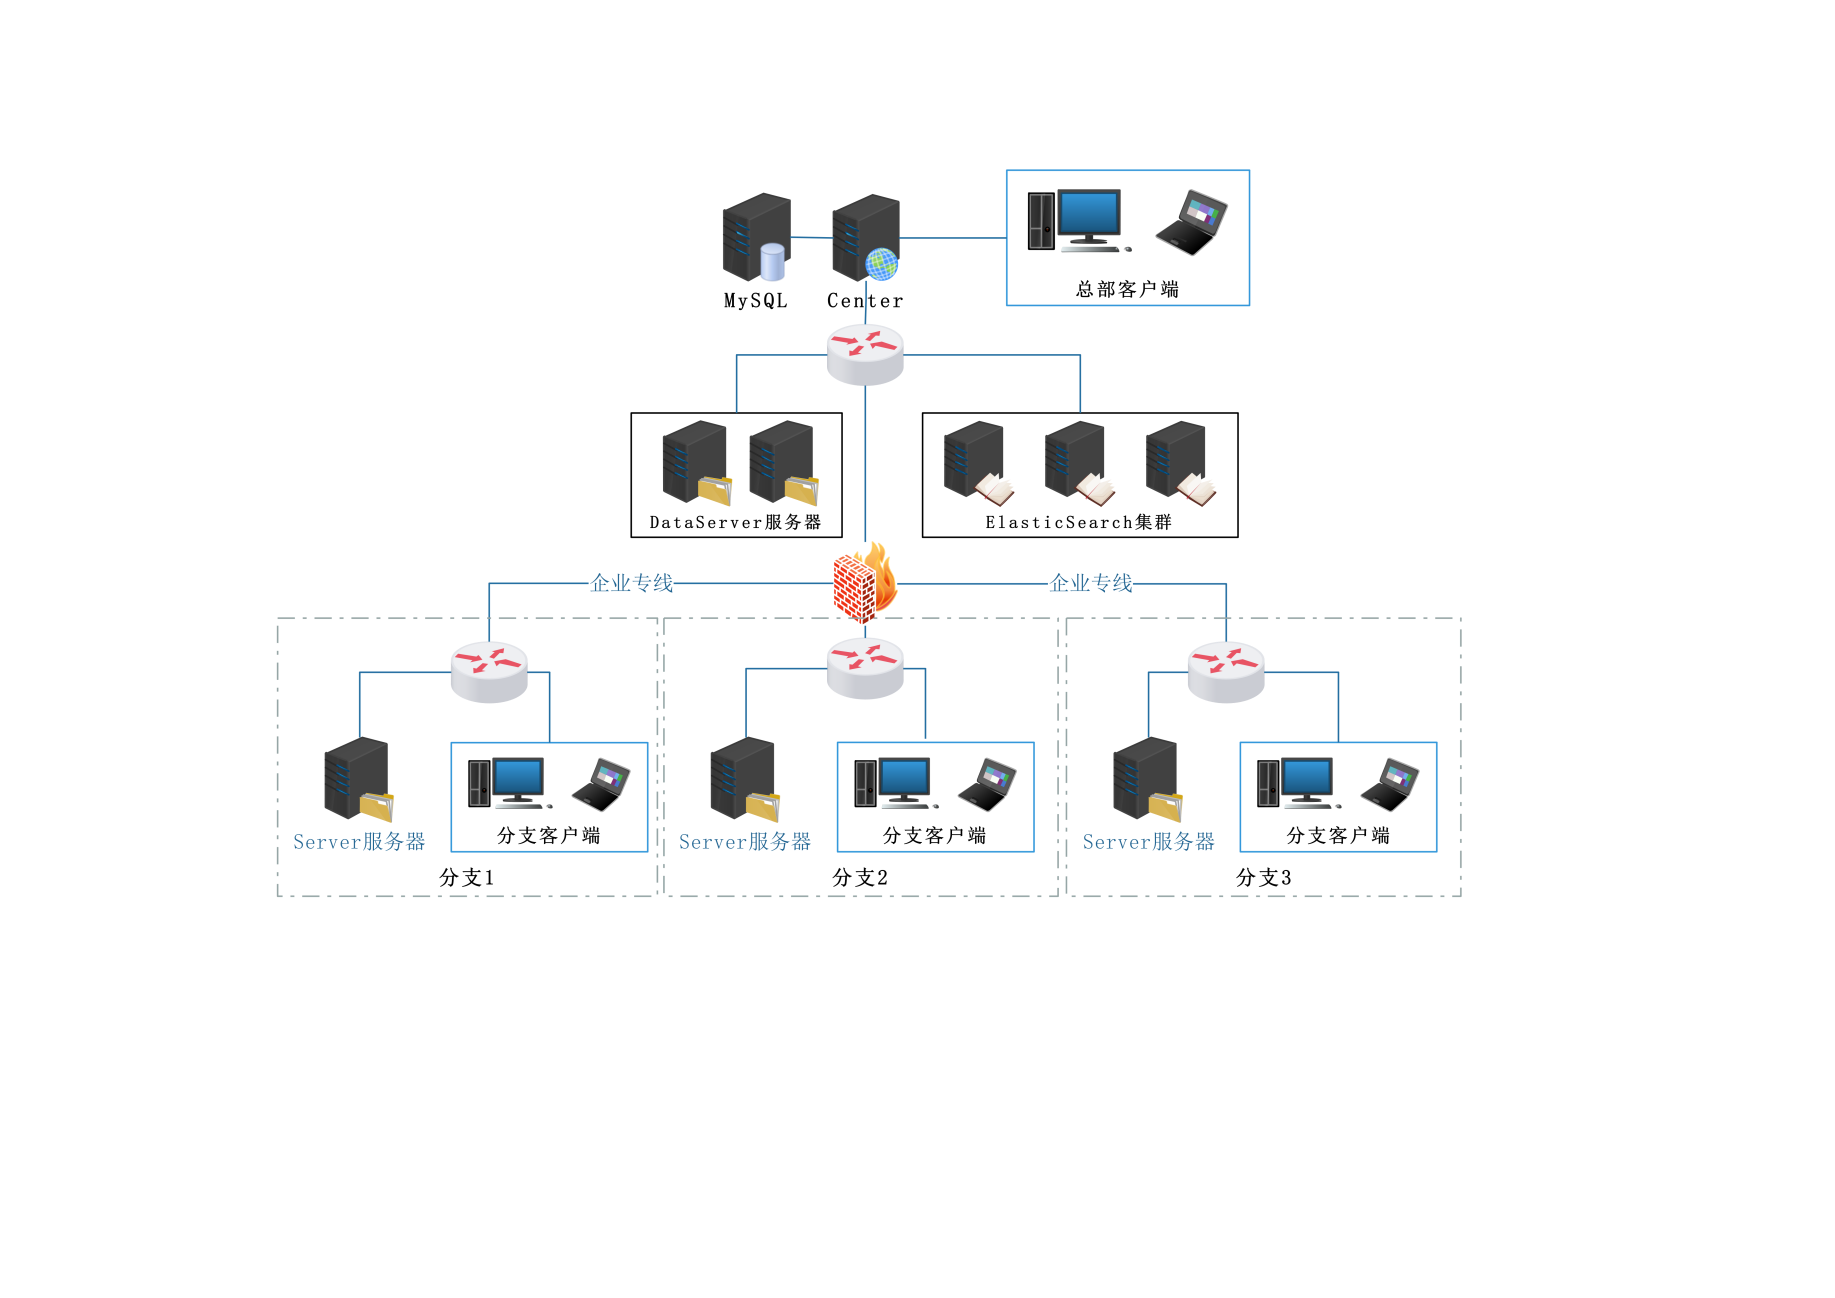 总部客户端
MySQL
Center
DataServer服务器
ElasticSearch集群
企业专线
企业专线
Server服务器
分支客户端
分支1
Server服务器
分支客户端
分支2
Server服务器
分支客户端
分支3